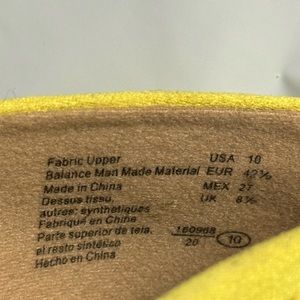 Fabric Upper USA 10
Balance Man Made Material EUR 42½
Made in China MEX 27
Dessus tissu, UK 8½
autres: synthetiques
Fabriqué en Chine
Parte superior de tela, 160968
el resto sintético 20 10
Hecho en China